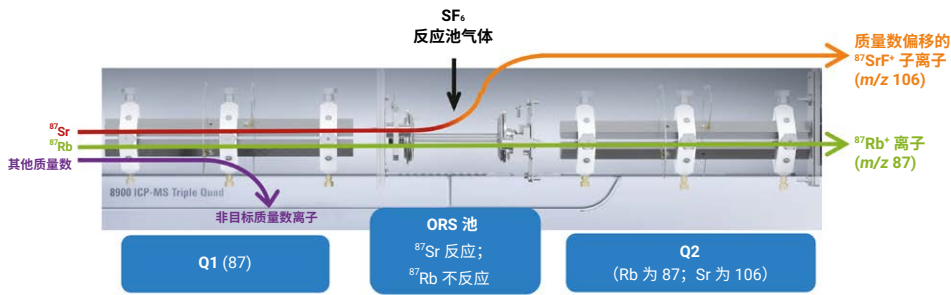 SF₆
反应池气体
质量数偏移的
⁸⁷SrF⁺ 子离子
(m/z 106)
⁸⁷Sr
⁸⁷Rb
其他质量数
⁸⁷Rb⁺ 离子
(m/z 87)
8900 ICP-MS Triple Quad
非目标质量数离子
Q1 (87)
ORS 池
⁸⁷Sr 反应；
⁸⁷Rb 不反应
Q2
（Rb 为 87；Sr 为 106）